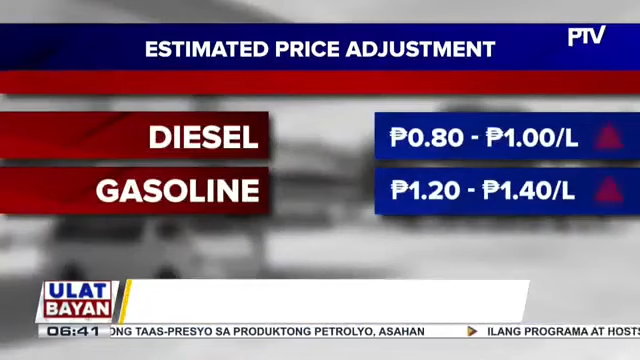 PTV
ESTIMATED PRICE ADJUSTMENT
DIESEL ₱0.80 - ₱1.00/L
GASOLINE ₱1.20 - ₱1.40/L
ULAT
BAYAN
06:41 ONG TAAS-PRESYO SA PRODUKTONG PETROLYO, ASAHAN ILANG PROGRAMA AT HOSTS